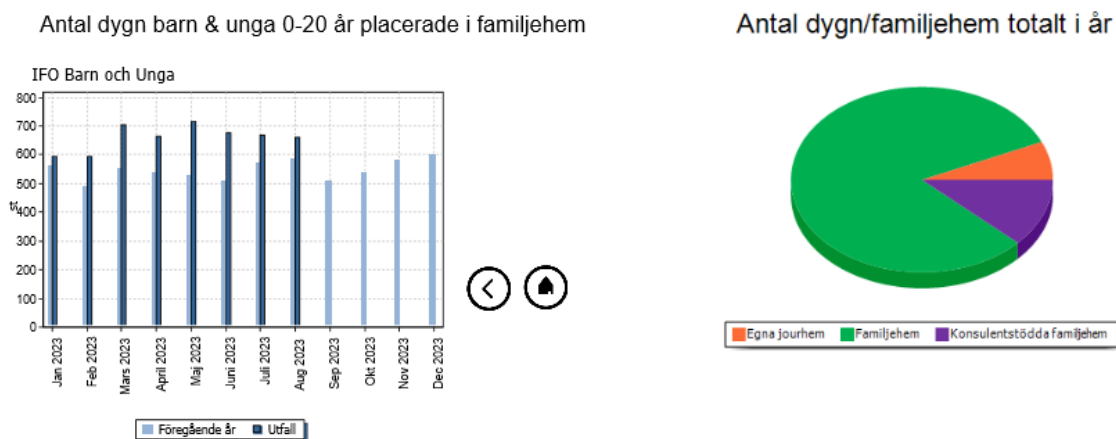 Antal dygn barn & unga 0-20 år placerade i familjehem
IFO Barn och Unga
800
700
600
500
400
300
200
100
0
st
Jan 2023
Feb 2023
Mars 2023
April 2023
Maj 2023
Juni 2023
Juli 2023
Aug 2023
Sep 2023
Okt 2023
Nov 2023
Dec 2023
Föregående år Utfall
Antal dygn/familjehem totalt i år
Egna jourhem Familjehem Konsulentstödda familjehem